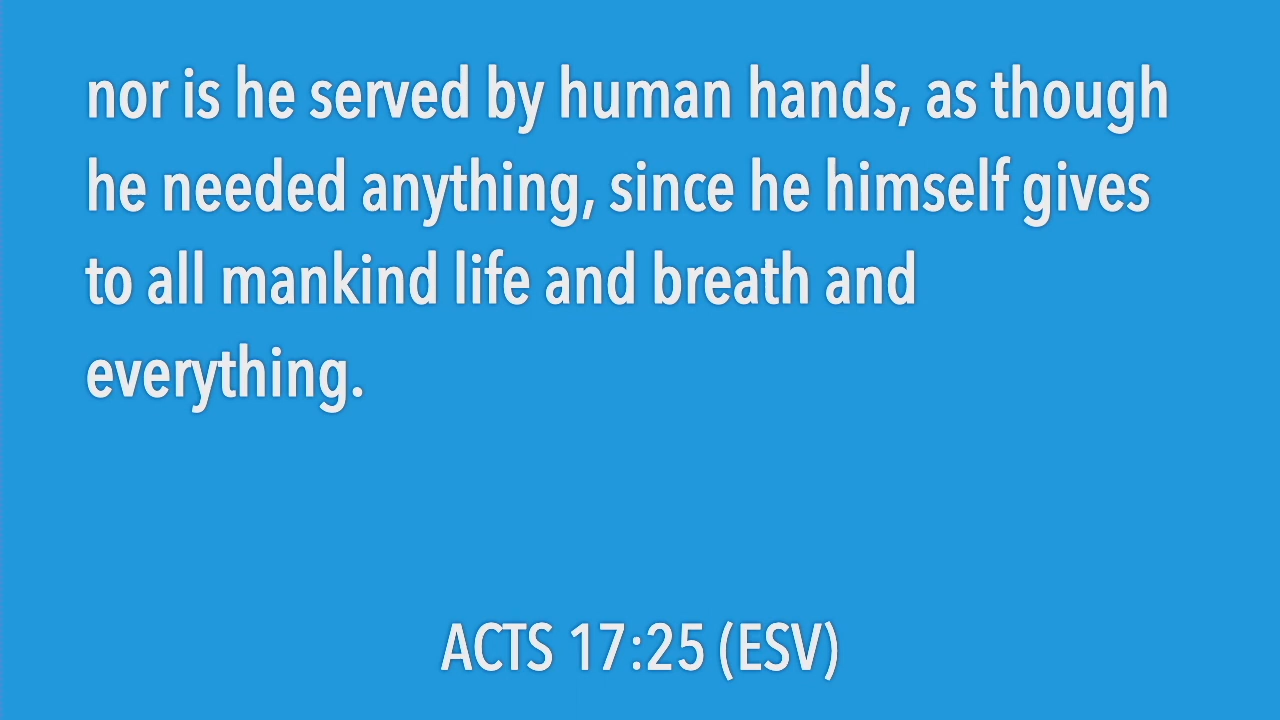 nor is he served by human hands, as though
he needed anything, since he himself gives
to all mankind life and breath and
everything.
ACTS 17:25 (ESV)